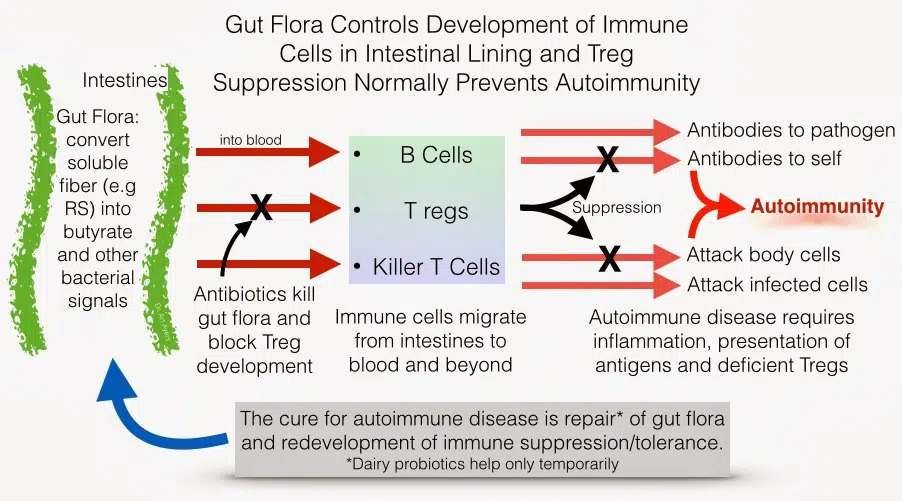 Gut Flora Controls Development of Immune
Cells in Intestinal Lining and Treg
Suppression Normally Prevents Autoimmunity
Intestines
Gut Flora:
convert
soluble
fiber (e.g
RS) into
butyrate
and other
bacterial
signals
into blood
X
Antibiotics kill
gut flora and
block Treg
development
• B Cells
• T regs
• Killer T Cells
Immune cells migrate
from intestines to
blood and beyond
Antibodies to pathogen
X
Antibodies to self
Suppression
Autoimmunity
X
Attack body cells
Attack infected cells
Autoimmune disease requires
inflammation, presentation of
antigens and deficient Tregs
The cure for autoimmune disease is repair* of gut flora
and redevelopment of immune suppression/tolerance.
*Dairy probiotics help only temporarily